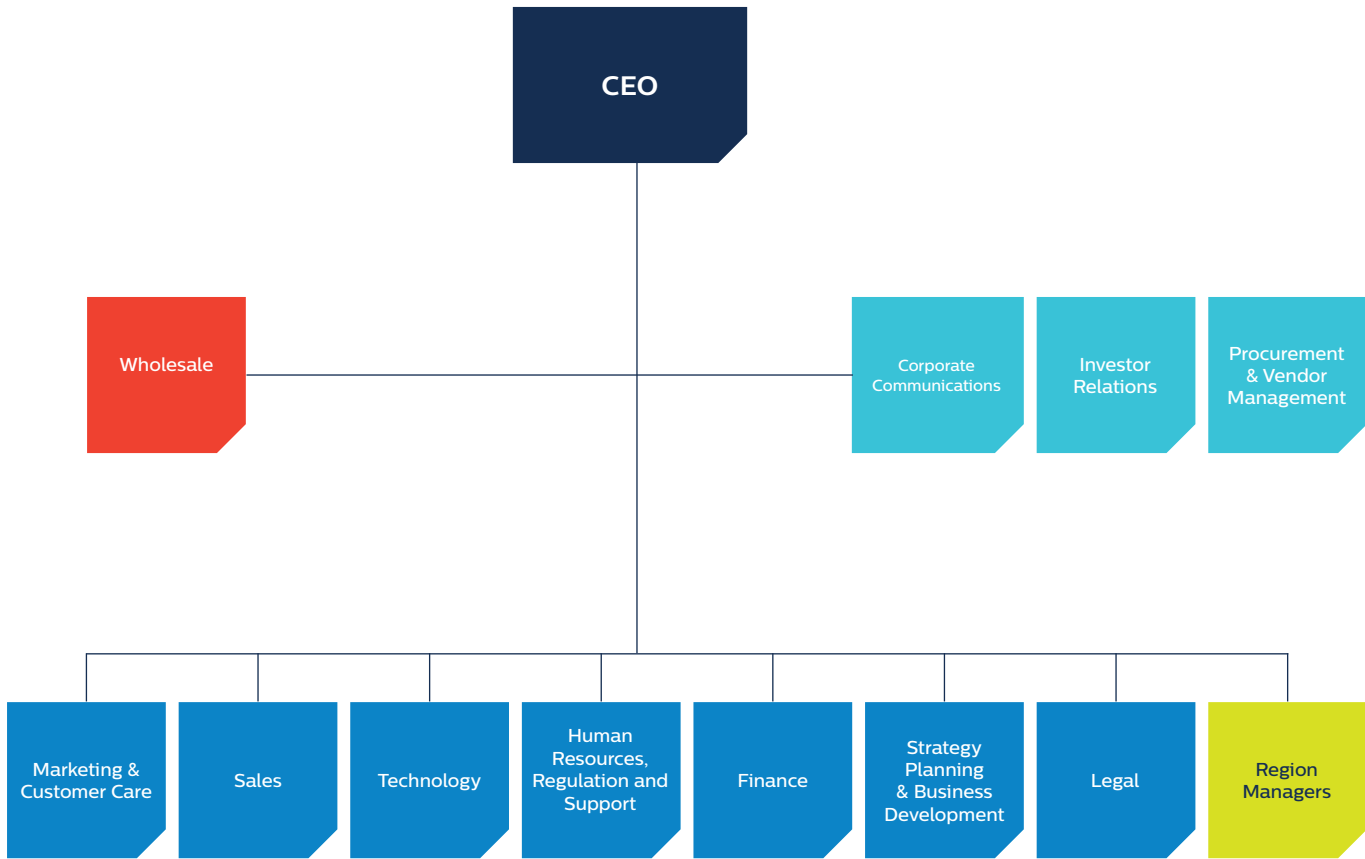 CEO
Wholesale
Corporate
Communications
Investor
Relations
Procurement
& Vendor
Management
Marketing &
Customer Care
Sales
Technology
Human
Resources,
Regulation and
Support
Finance
Strategy
Planning
& Business
Development
Legal
Region
Managers